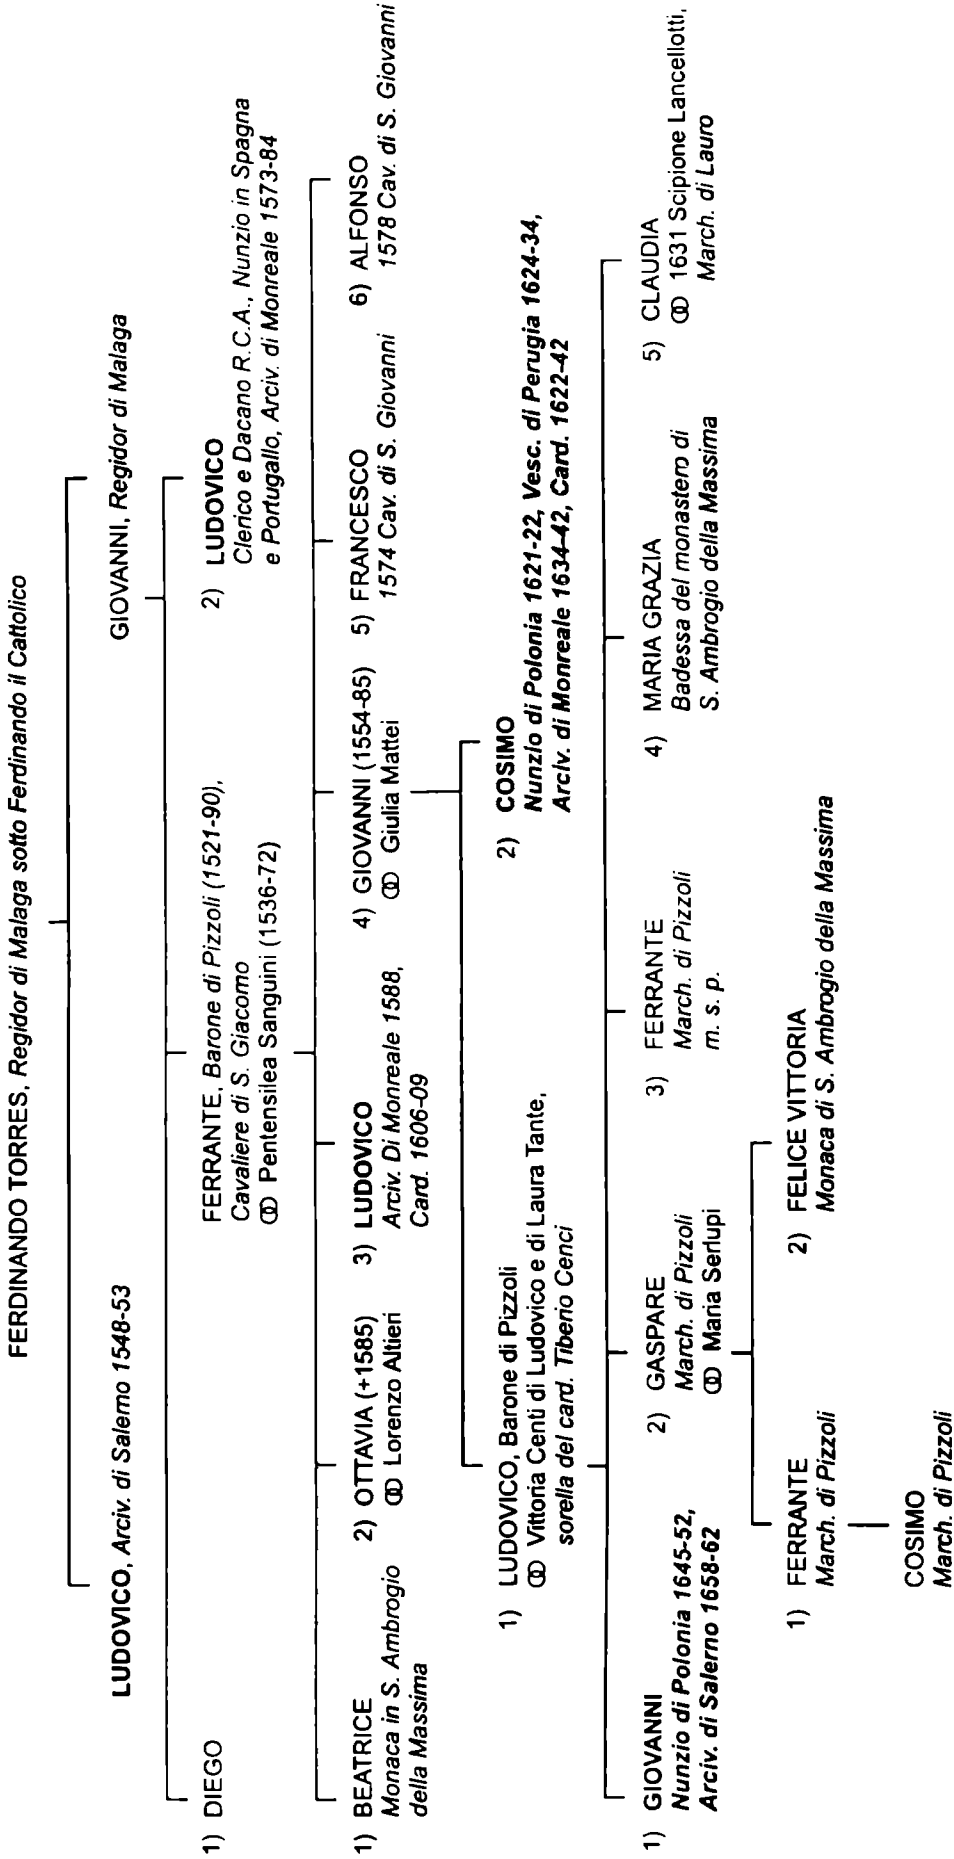 FERDINANDO TORRES, Regidor di Malaga sotto Ferdinando il Cattolico
LUDOVICO, Arciv. di Salerno 1548-53
GIOVANNI, Regidor di Malaga
1) DIEGO
FERRANTE, Barone di Pizzoli (1521-90),
Cavaliere di S. Giacomo
⚭ Pentensilea Sanguini (1536-72)
2) LUDOVICO
Clerico e Dacano R.C.A., Nunzio in Spagna
e Portugallo, Arciv. di Monreale 1573-84
1) BEATRICE
Monaca in S. Ambrogio
della Massima
2) OTTAVIA (+1585)
⚭ Lorenzo Altieri
3) LUDOVICO
Arciv. Di Monreale 1588,
Card. 1606-09
4) GIOVANNI (1554-85)
⚭ Giulia Mattei
5) FRANCESCO
1574 Cav. di S. Giovanni
6) ALFONSO
1578 Cav. di S. Giovanni
1) LUDOVICO, Barone di Pizzoli
⚭ Vittoria Centi di Ludovico e di Laura Tante,
sorella del card. Tiberio Cenci
2) COSIMO
Nunzio di Polonia 1621-22, Vesc. di Perugia 1624-34,
Arciv. di Monreale 1634-42, Card. 1622-42
1) GIOVANNI
Nunzio di Polonia 1645-52,
Arciv. di Salerno 1658-62
2) GASPARE
March. di Pizzoli
⚭ Maria Serlupi
3) FERRANTE
March. di Pizzoli
m. s. p.
4) MARIA GRAZIA
Badessa del monastero di
S. Ambrogio della Massima
5) CLAUDIA
⚭ 1631 Scipione Lancellotti,
March. di Lauro
1) FERRANTE
March. di Pizzoli
2) FELICE VITTORIA
Monaca di S. Ambrogio della Massima
COSIMO
March. di Pizzoli